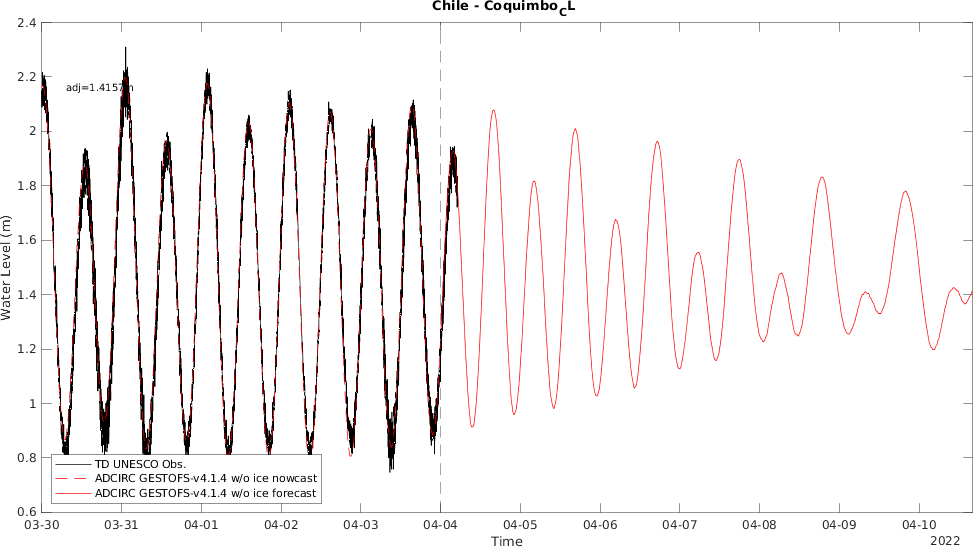 Chile - Coquimbo_CL
2.4
2.2
2
1.8
1.6
1.4
1.2
1
0.8
0.6
Water Level (m)
adj=1.4157m
TD UNESCO Obs.
ADCIRC GESTOFS-v4.1.4 w/o ice nowcast
ADCIRC GESTOFS-v4.1.4 w/o ice forecast
03-30 03-31 04-01 04-02 04-03 04-04 04-05 04-06 04-07 04-08 04-09 04-10
Time
2022